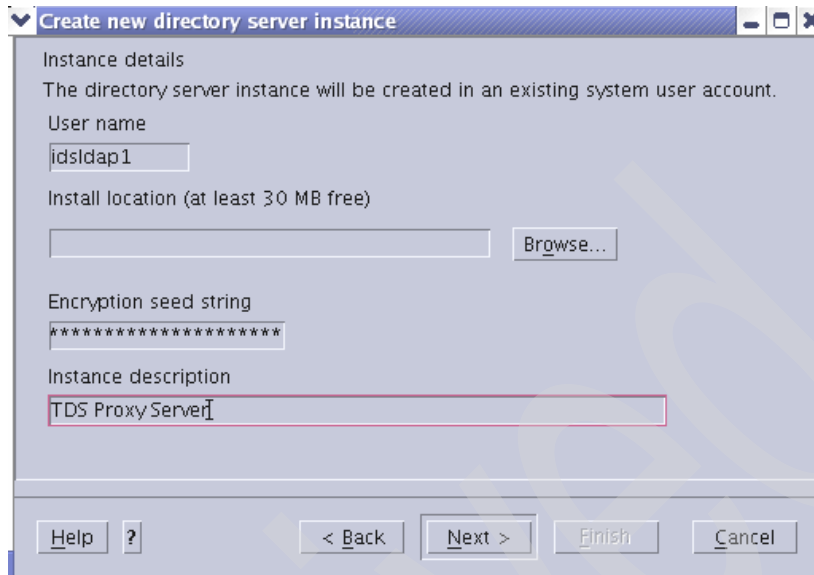 Create new directory server instance
Instance details
The directory server instance will be created in an existing system user account.
User name
idsldap1
Install location (at least 30 MB free)
Browse...
Encryption seed string
*********************
Instance description
TDS Proxy Server
Help ? < Back Next > Finish Cancel